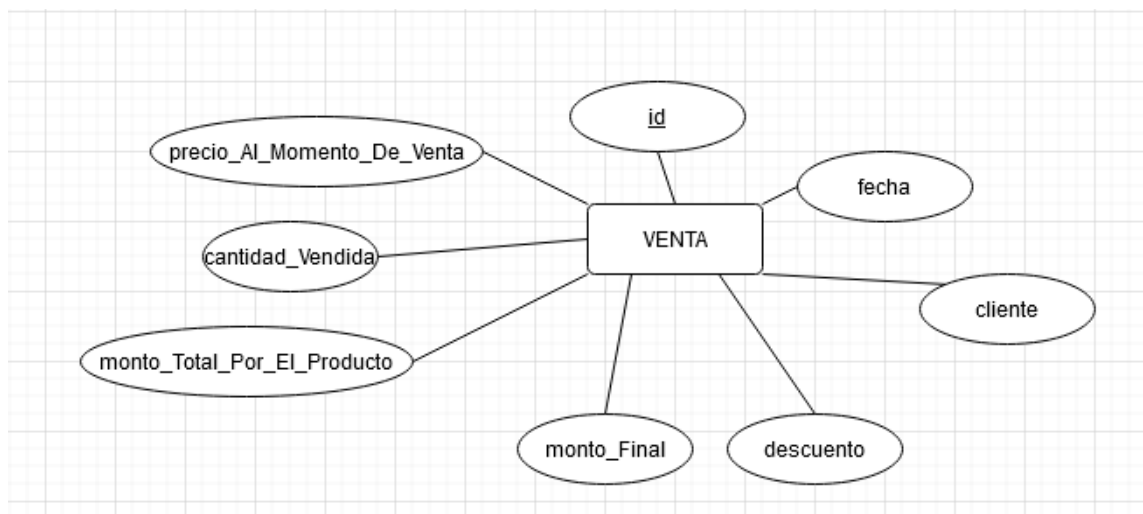 id
precio_Al_Momento_De_Venta
fecha
VENTA
cantidad_Vendida
cliente
monto_Total_Por_El_Producto
monto_Final
descuento